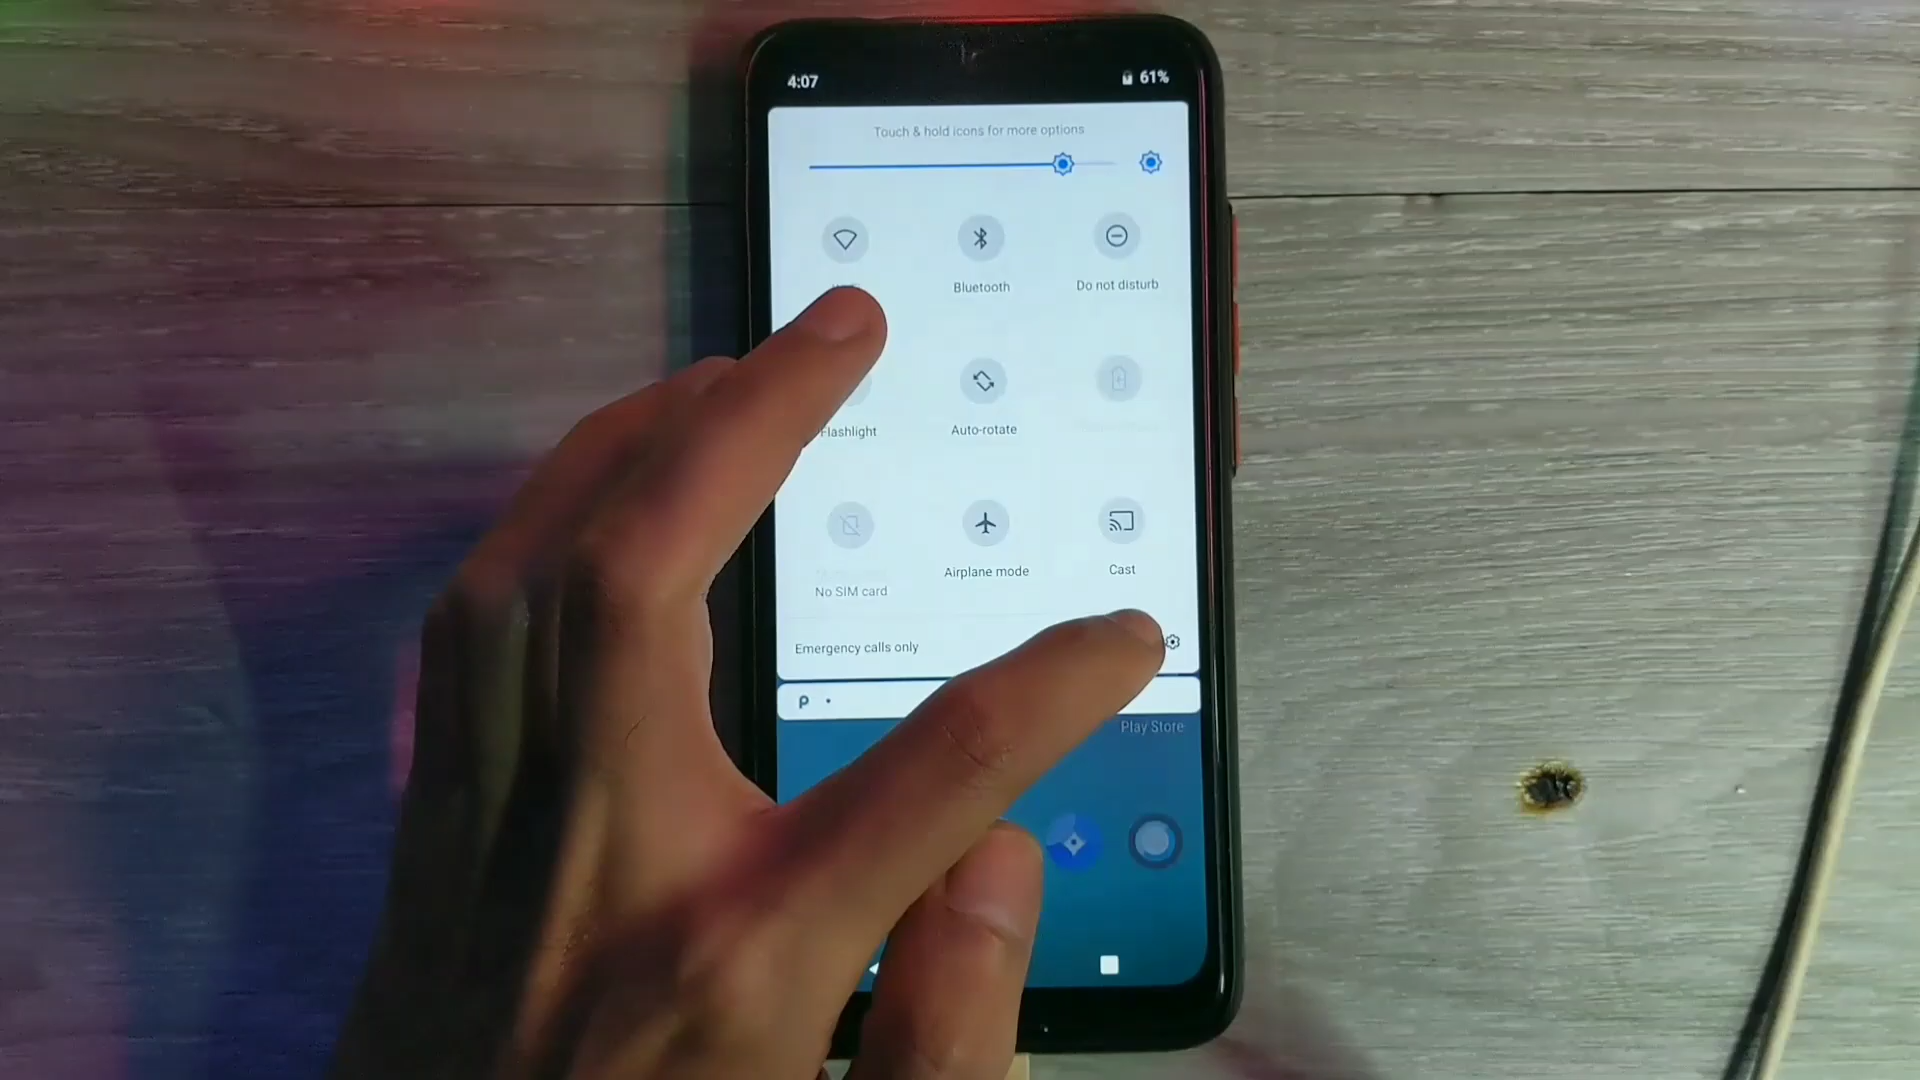 4:07 61%
Touch & hold icons for more options
Bluetooth Do not disturb
Flashlight Auto-rotate
Airplane mode Cast
No SIM card
Emergency calls only
Play Store